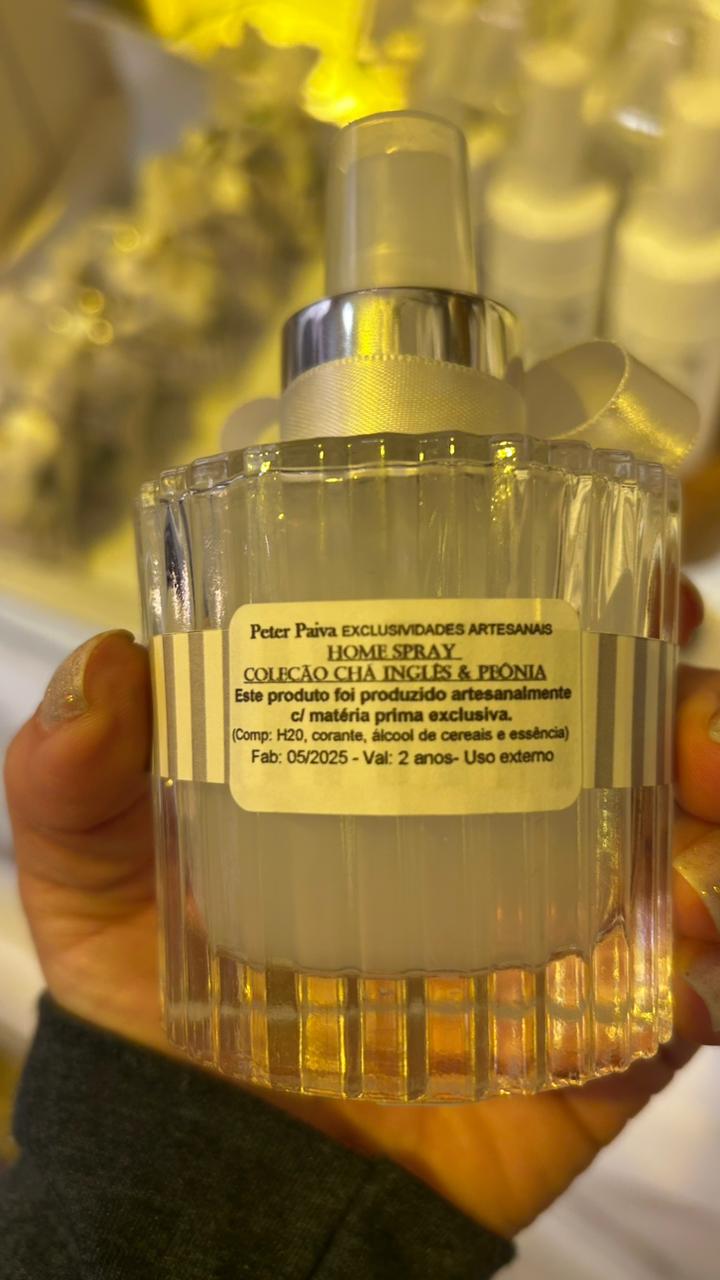 Peter Paiva EXCLUSIVIDADES ARTESANAIS
HOME SPRAY
COLEÇÃO CHÁ INGLÊS & PEÔNIA
Este produto foi produzido artesanalmente
c/ matéria prima exclusiva.
(Comp: H20, corante, álcool de cereais e essência)
Fab: 05/2025 - Val: 2 anos- Uso externo